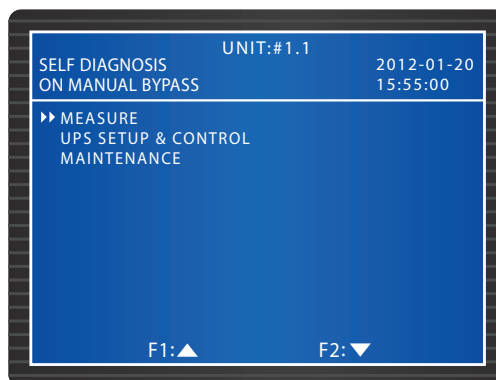 UNIT:#1.1
SELF DIAGNOSIS 2012-01-20
ON MANUAL BYPASS 15:55:00
MEASURE
UPS SETUP & CONTROL
MAINTENANCE
F1: F2: